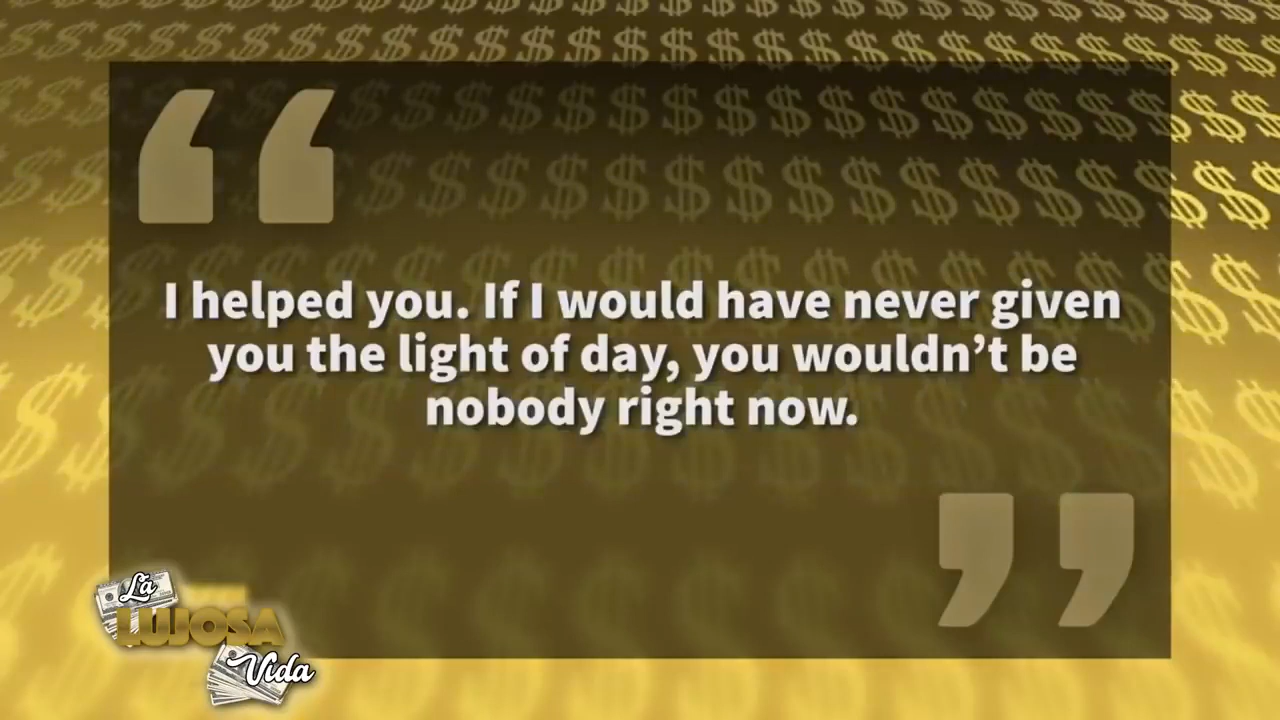 I helped you. If I would have never given
you the light of day, you wouldn’t be
nobody right now.
La
LUJOSA
Vida